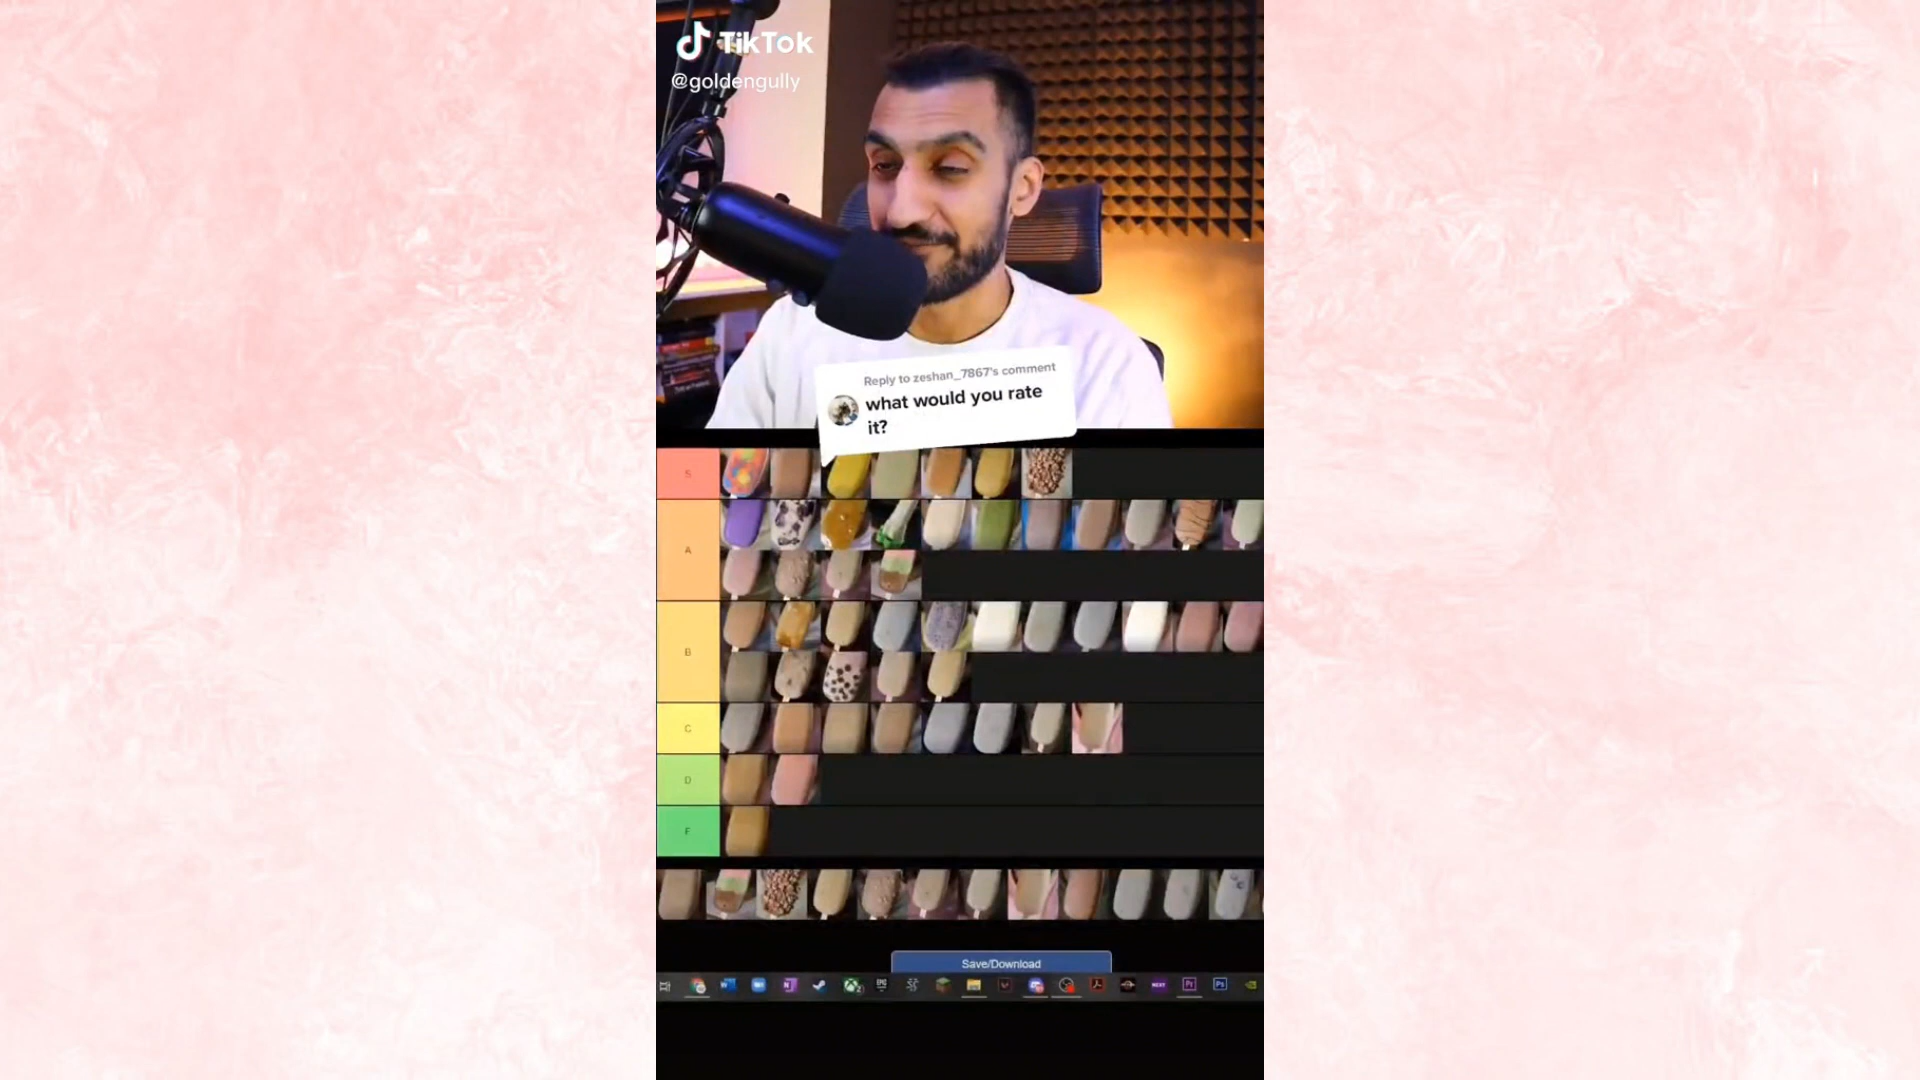 TikTok
@goldengully
Reply to zeshan_7867's comment
what would you rate
it?
S
A
B
C
D
F
Save/Download